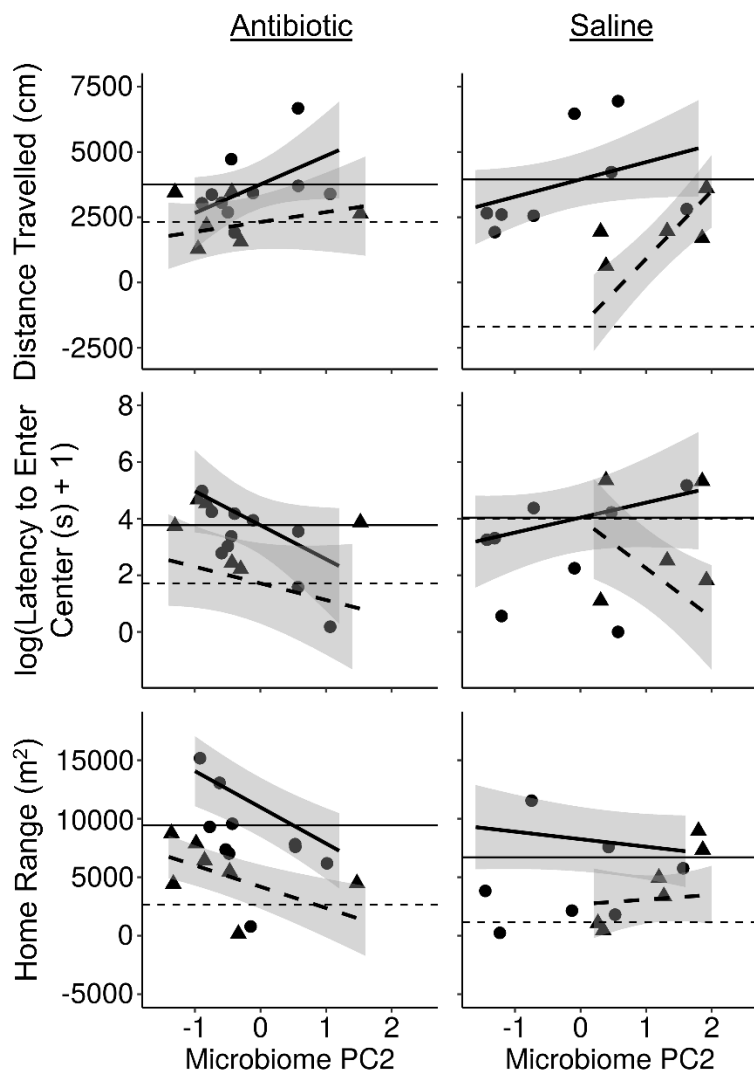 Antibiotic
Saline
Distance Travelled (cm)
7500
5000
2500
0
-2500
log(Latency to Enter
Center (s) + 1)
8
6
4
2
0
Home Range (m²)
15000
10000
5000
0
-5000
-1 0 1 2
-1 0 1 2
Microbiome PC2
Microbiome PC2